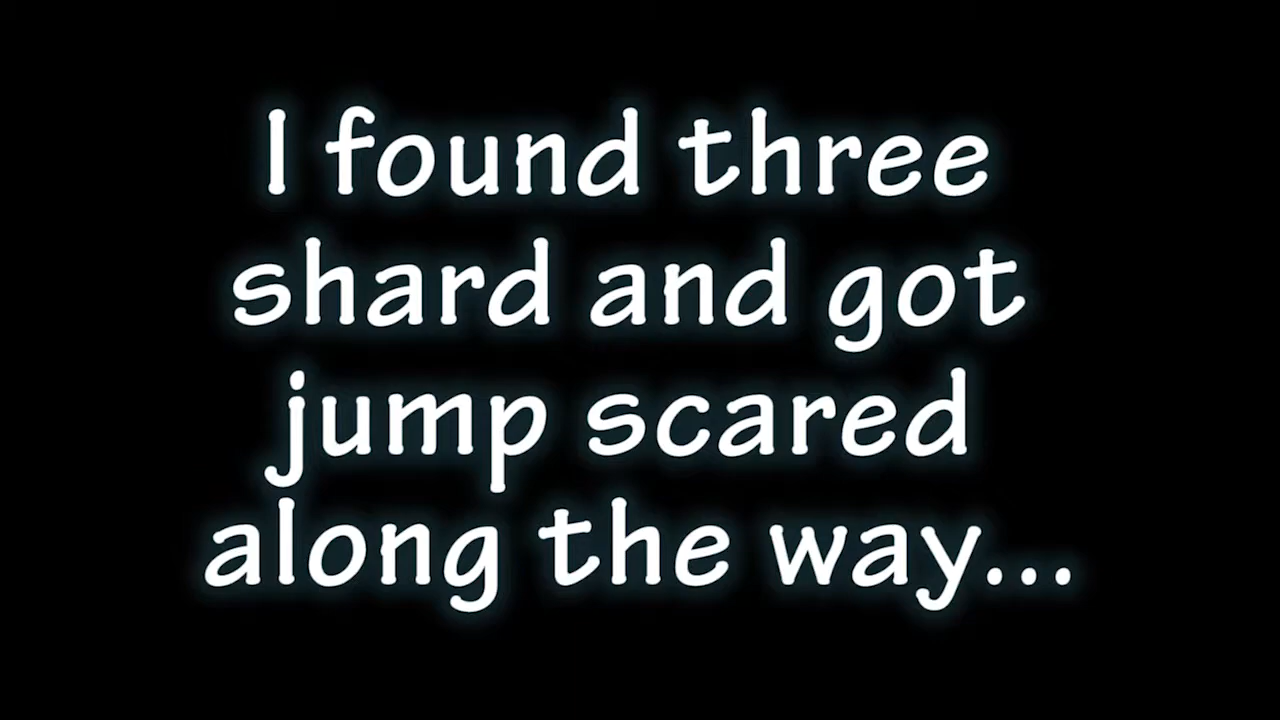 I found three
shard and got
jump scared
along the way...